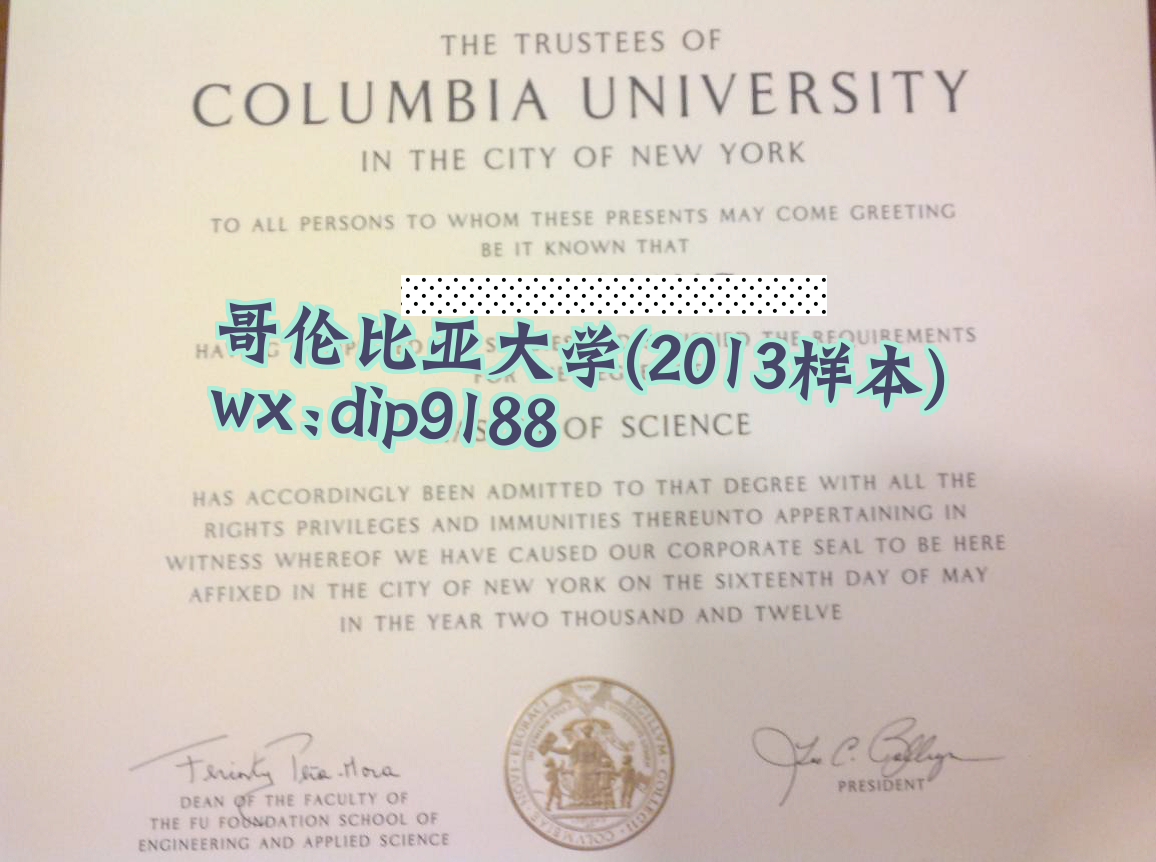 THE TRUSTEES OF
COLUMBIA UNIVERSITY
IN THE CITY OF NEW YORK
TO ALL PERSONS TO WHOM THESE PRESENTS MAY COME GREETING
BE IT KNOWN THAT
THE REQUIREMENTS
哥伦比亚大学(2013样本)
wx:dip9188
OF SCIENCE
HAS ACCORDINGLY BEEN ADMITTED TO THAT DEGREE WITH ALL THE
RIGHTS PRIVILEGES AND IMMUNITIES THEREUNTO APPERTAINING IN
WITNESS WHEREOF WE HAVE CAUSED OUR CORPORATE SEAL TO BE HERE
AFFIXED IN THE CITY OF NEW YORK ON THE SIXTEENTH DAY OF MAY
IN THE YEAR TWO THOUSAND AND TWELVE
DEAN OF THE FACULTY OF
THE FU FOUNDATION SCHOOL OF
ENGINEERING AND APPLIED SCIENCE
PRESIDENT